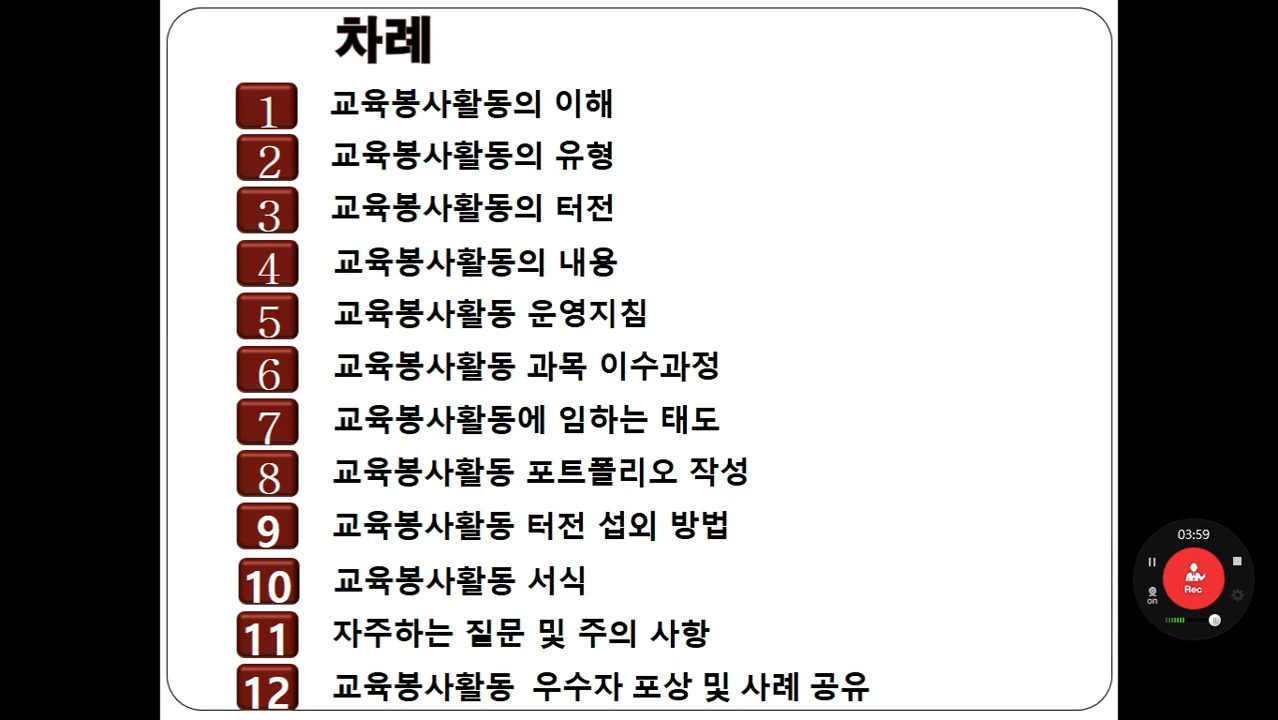 차례
1 교육봉사활동의 이해
2 교육봉사활동의 유형
3 교육봉사활동의 터전
4 교육봉사활동의 내용
5 교육봉사활동 운영지침
6 교육봉사활동 과목 이수과정
7 교육봉사활동에 임하는 태도
8 교육봉사활동 포트폴리오 작성
9 교육봉사활동 터전 섭외 방법
10 교육봉사활동 서식
11 자주하는 질문 및 주의 사항
12 교육봉사활동 우수자 포상 및 사례 공유
03:59
Rec
on